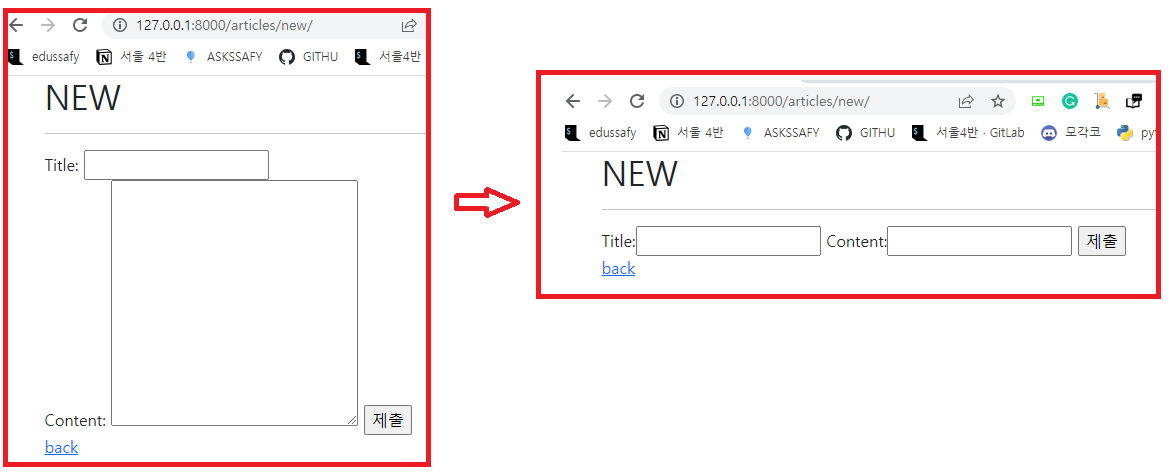 127.0.0.1:8000/articles/new/
edussafy 서울 4반 ASKSSAFY GITHU 서울4반
NEW
Title:
Content: 제출
back
127.0.0.1:8000/articles/new/
edussafy 서울 4반 ASKSSAFY GITHU 서울4반 · GitLab 모각코 pyt
NEW
Title: Content: 제출
back